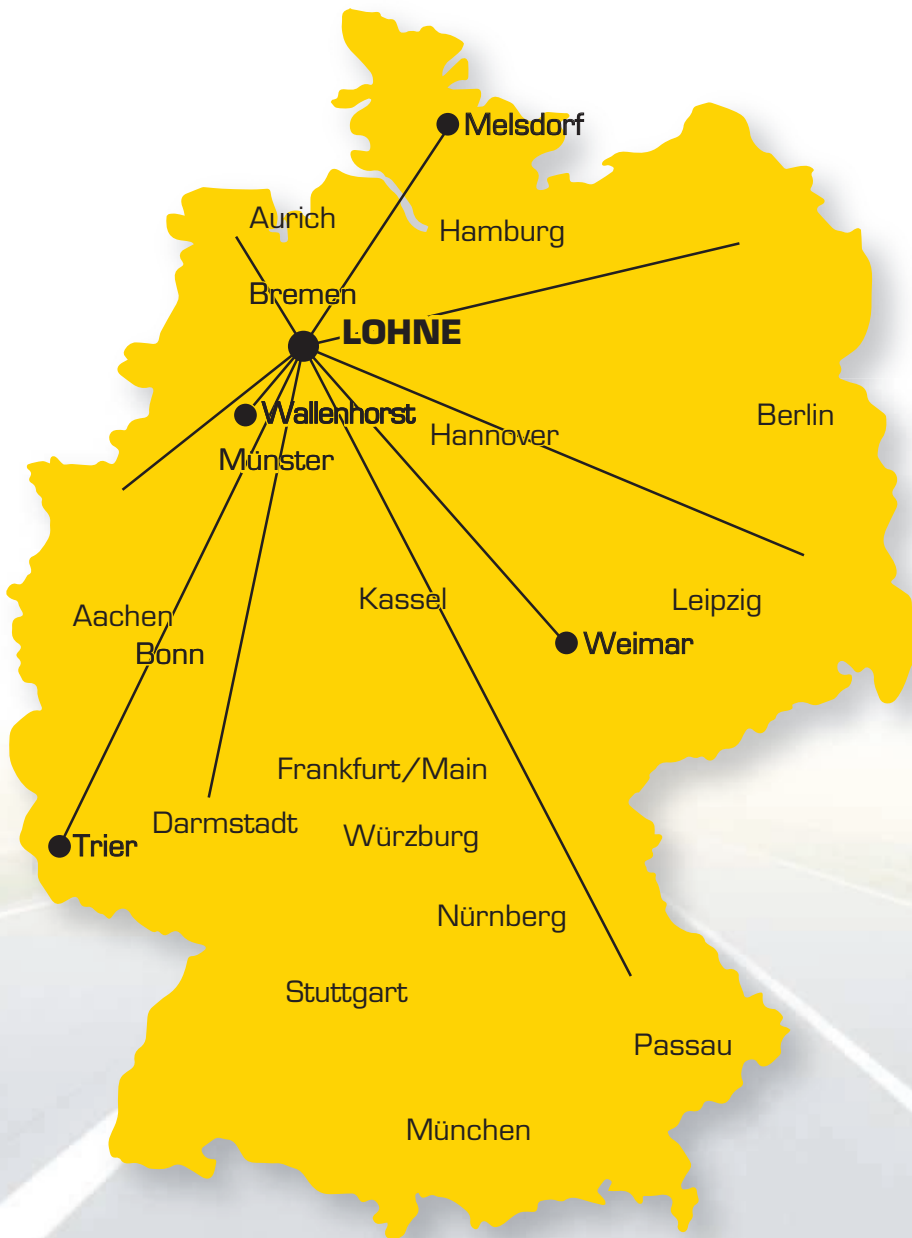 Melsdorf
Aurich
Hamburg
Bremen
LOHNE
Wallenhorst
Berlin
Hannover
Münster
Kassel
Leipzig
Aachen
Weimar
Bonn
Frankfurt/Main
Darmstadt
Würzburg
Trier
Nürnberg
Stuttgart
Passau
München